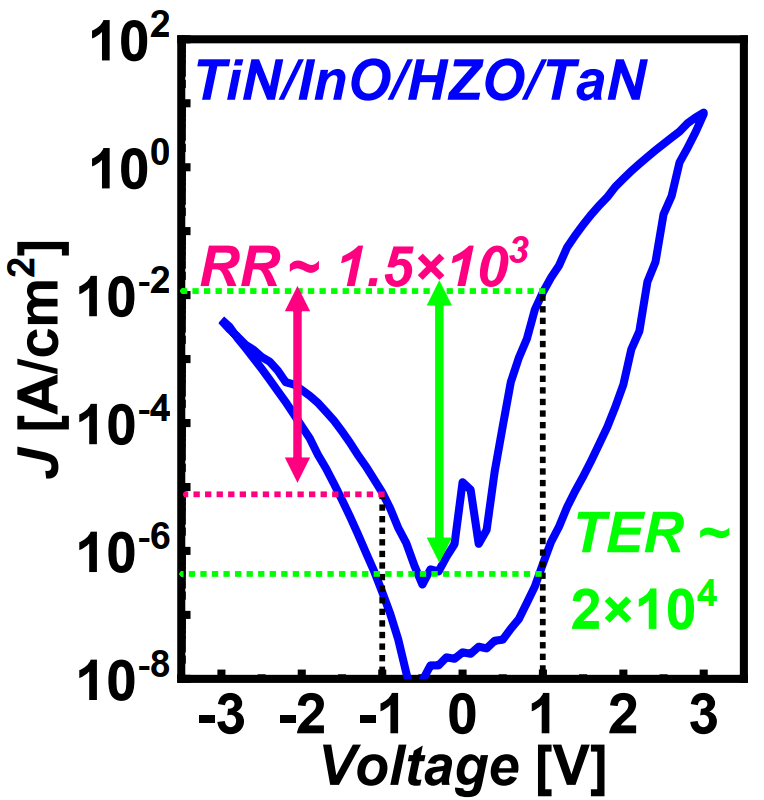 TiN/InO/HZO/TaN
RR ~ 1.5×10³
TER ~
2×10⁴
J [A/cm²]
10²
10⁰
10⁻²
10⁻⁴
10⁻⁶
10⁻⁸
-3 -2 -1 0 1 2 3
Voltage [V]